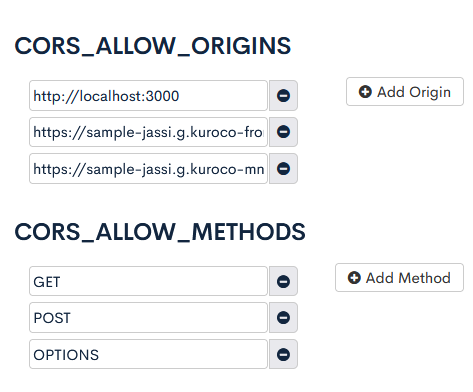 CORS_ALLOW_ORIGINS
http://localhost:3000
Add Origin
https://sample-jassi.g.kuroco-fro
https://sample-jassi.g.kuroco-mn
CORS_ALLOW_METHODS
GET
Add Method
POST
OPTIONS